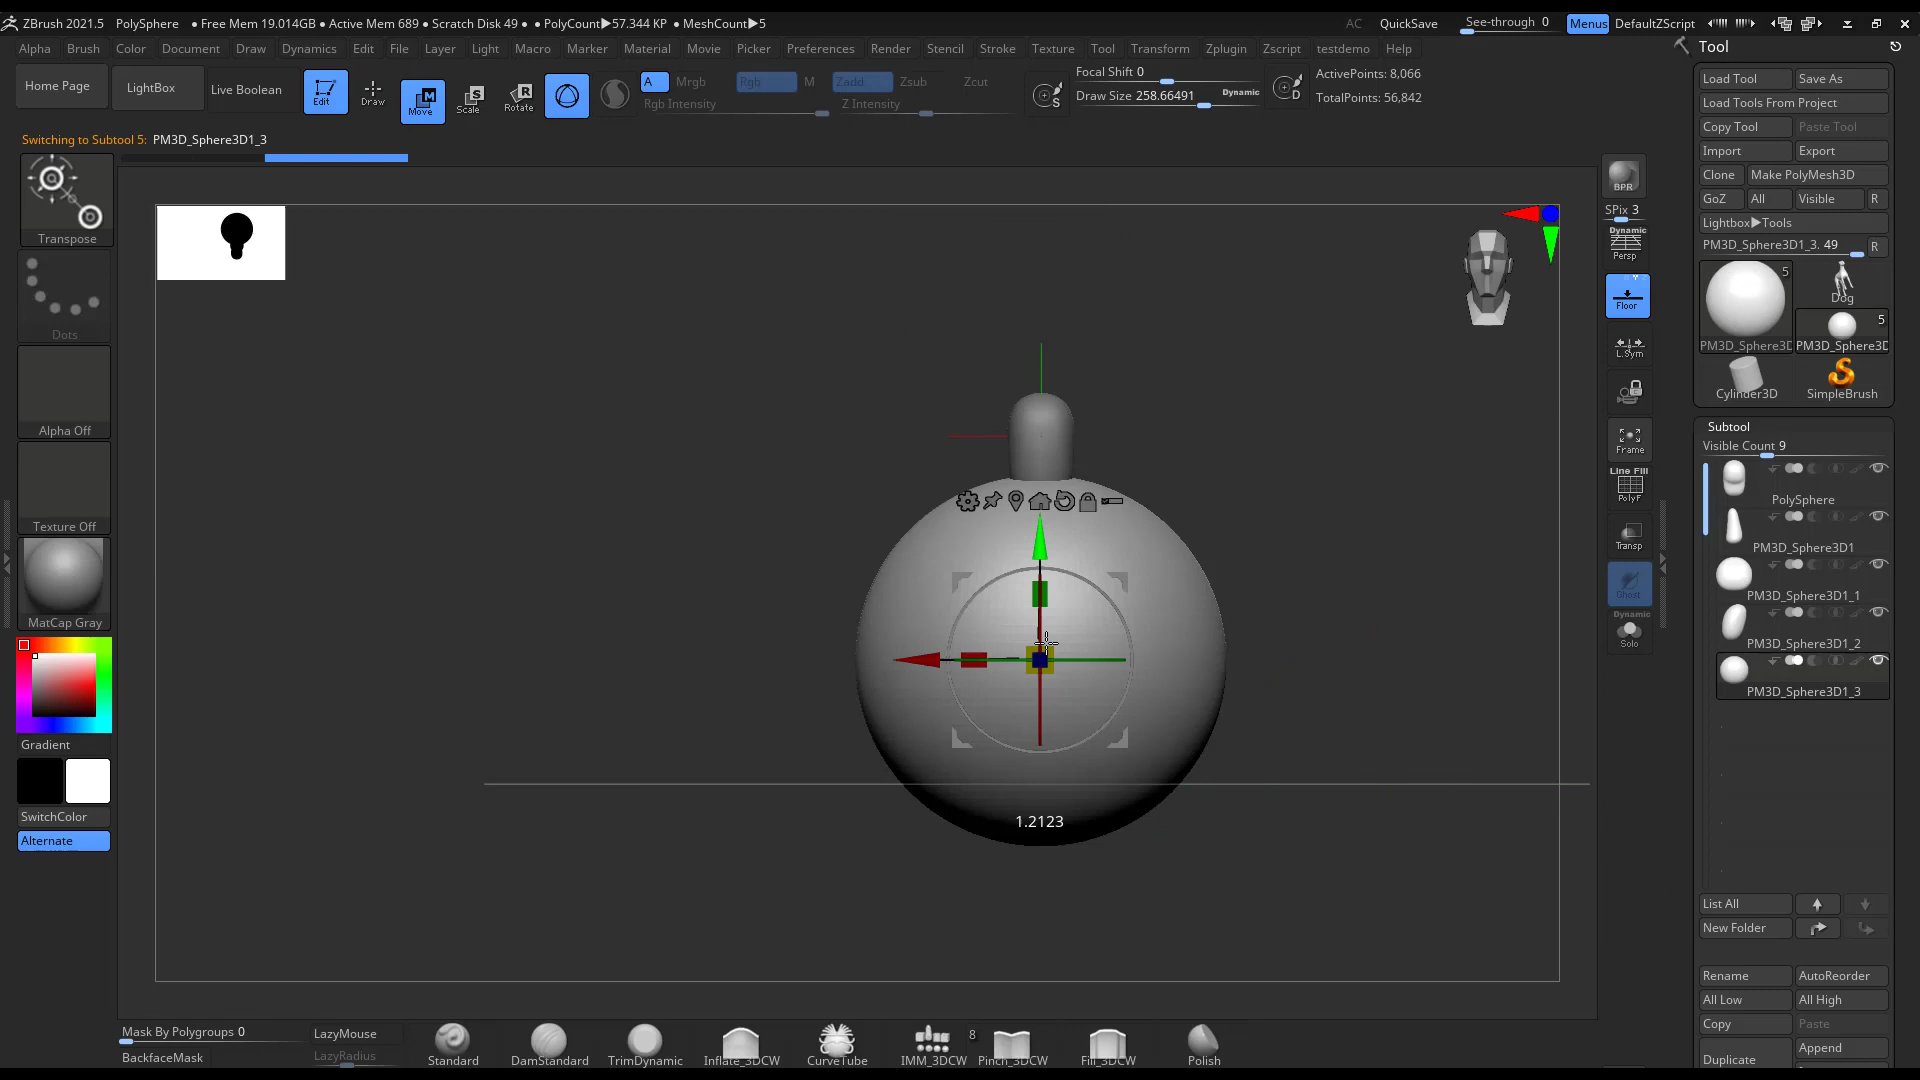 ZBrush 2021.5 PolySphere ● Free Mem 19.014GB ● Active Mem 689 ● Scratch Disk 49 ● ● PolyCount▶57.344 KP ● MeshCount▶5 AC QuickSave See-through 0 Menus DefaultZScript
Alpha Brush Color Document Draw Dynamics Edit File Layer Light Macro Marker Material Movie Picker Preferences Render Stencil Stroke Texture Tool Transform Zplugin Zscript testdemo Help
Home Page LightBox Live Boolean Edit Draw Move Scale Rotate A Mrgb Rgb M Zadd Zsub Zcut
Rgb Intensity Z Intensity
Focal Shift 0
Draw Size 258.66491 Dynamic
S D
ActivePoints: 8,066
TotalPoints: 56,842
Switching to Subtool 5: PM3D_Sphere3D1_3
Transpose
Dots
Alpha Off
Texture Off
MatCap Gray
Gradient
SwitchColor
Alternate
1.2123
BPR
SPix 3
Dynamic
Persp
Floor
L.Sym
Frame
Line Fill
PolyF
Transp
Ghost
Dynamic
Solo
Tool
Load Tool Save As
Load Tools From Project
Copy Tool Paste Tool
Import Export
Clone Make PolyMesh3D
GoZ All Visible R
Lightbox▶Tools
PM3D_Sphere3D1_3. 49 R
5 Dog
5
PM3D_Sphere3D PM3D_Sphere3D
Cylinder3D SimpleBrush
Subtool
Visible Count 9
PolySphere
PM3D_Sphere3D1
PM3D_Sphere3D1_1
PM3D_Sphere3D1_2
PM3D_Sphere3D1_3
List All
New Folder
Rename AutoReorder
All Low All High
Copy Paste
Duplicate Append
Mask By Polygroups 0
BackfaceMask
LazyMouse
LazyRadius
Standard DamStandard TrimDynamic Inflate_3DCW CurveTube IMM_3DCW 8 Pinch_3DCW Fill_3DCW Polish